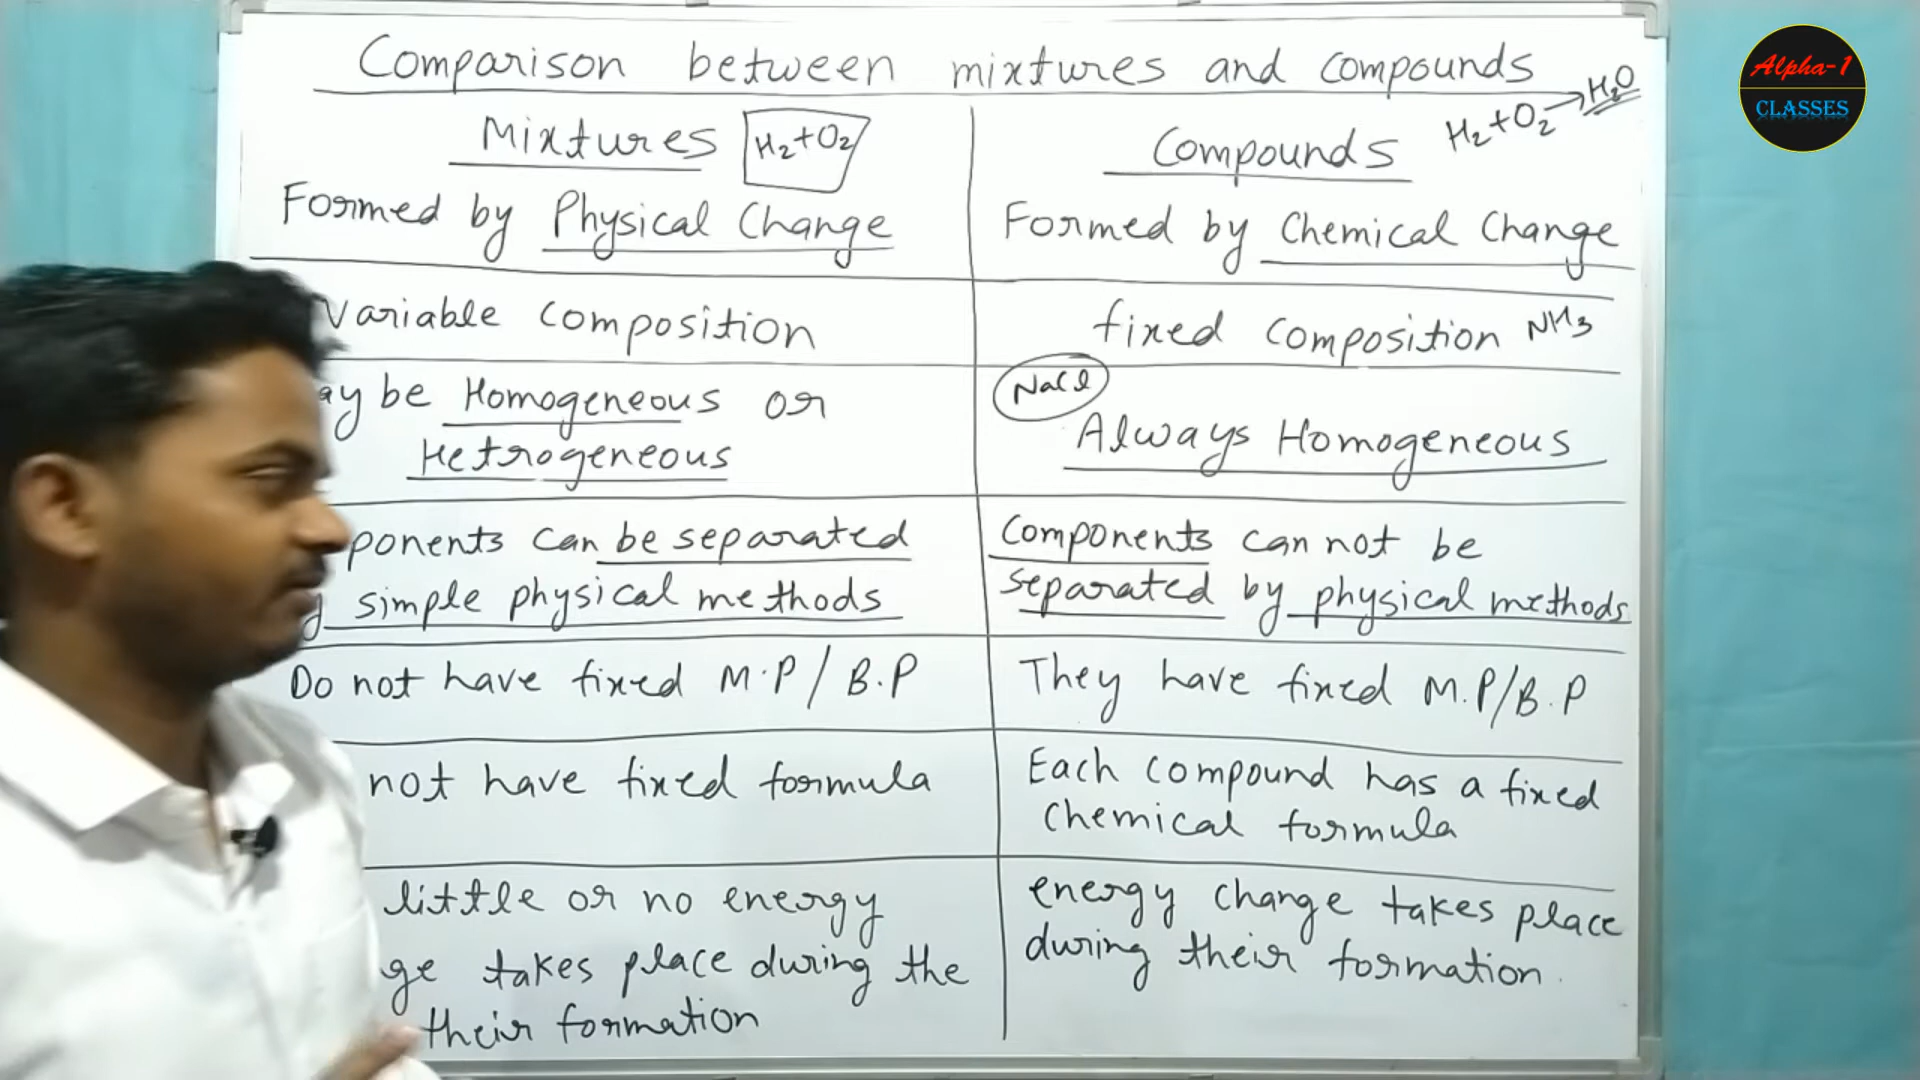 Comparison between mixtures and compounds
Mixtures H₂+O₂
Formed by Physical Change
Variable composition
ay be Homogeneous or
Hetrogeneous
ponents can be separated
simple physical methods
Do not have fixed M.P / B.P
not have fixed formula
little or no energy
ge takes place during the
their formation
Compounds H₂+O₂→H₂O
Formed by Chemical Change
fixed composition NH₃
NaCl
Always Homogeneous
Components can not be
separated by physical methods
They have fixed M.P/B.P
Each compound has a fixed
chemical formula
energy change takes place
during their formation.
Alpha-1
CLASSES